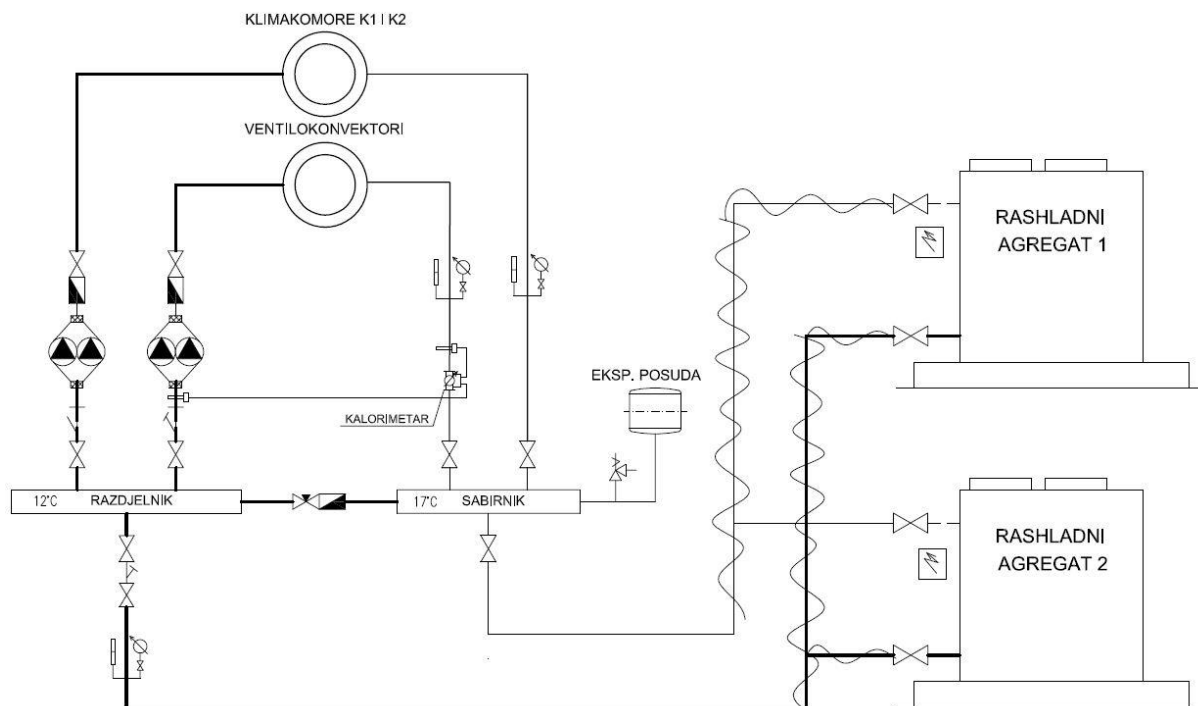 KLIMAKOMORE K1 I K2
VENTILOKONVEKTORI
RASHLADNI
AGREGAT 1
EKSP. POSUDA
KALORIMETAR
12°C RAZDJELNIK
17°C SABIRNIK
RASHLADNI
AGREGAT 2